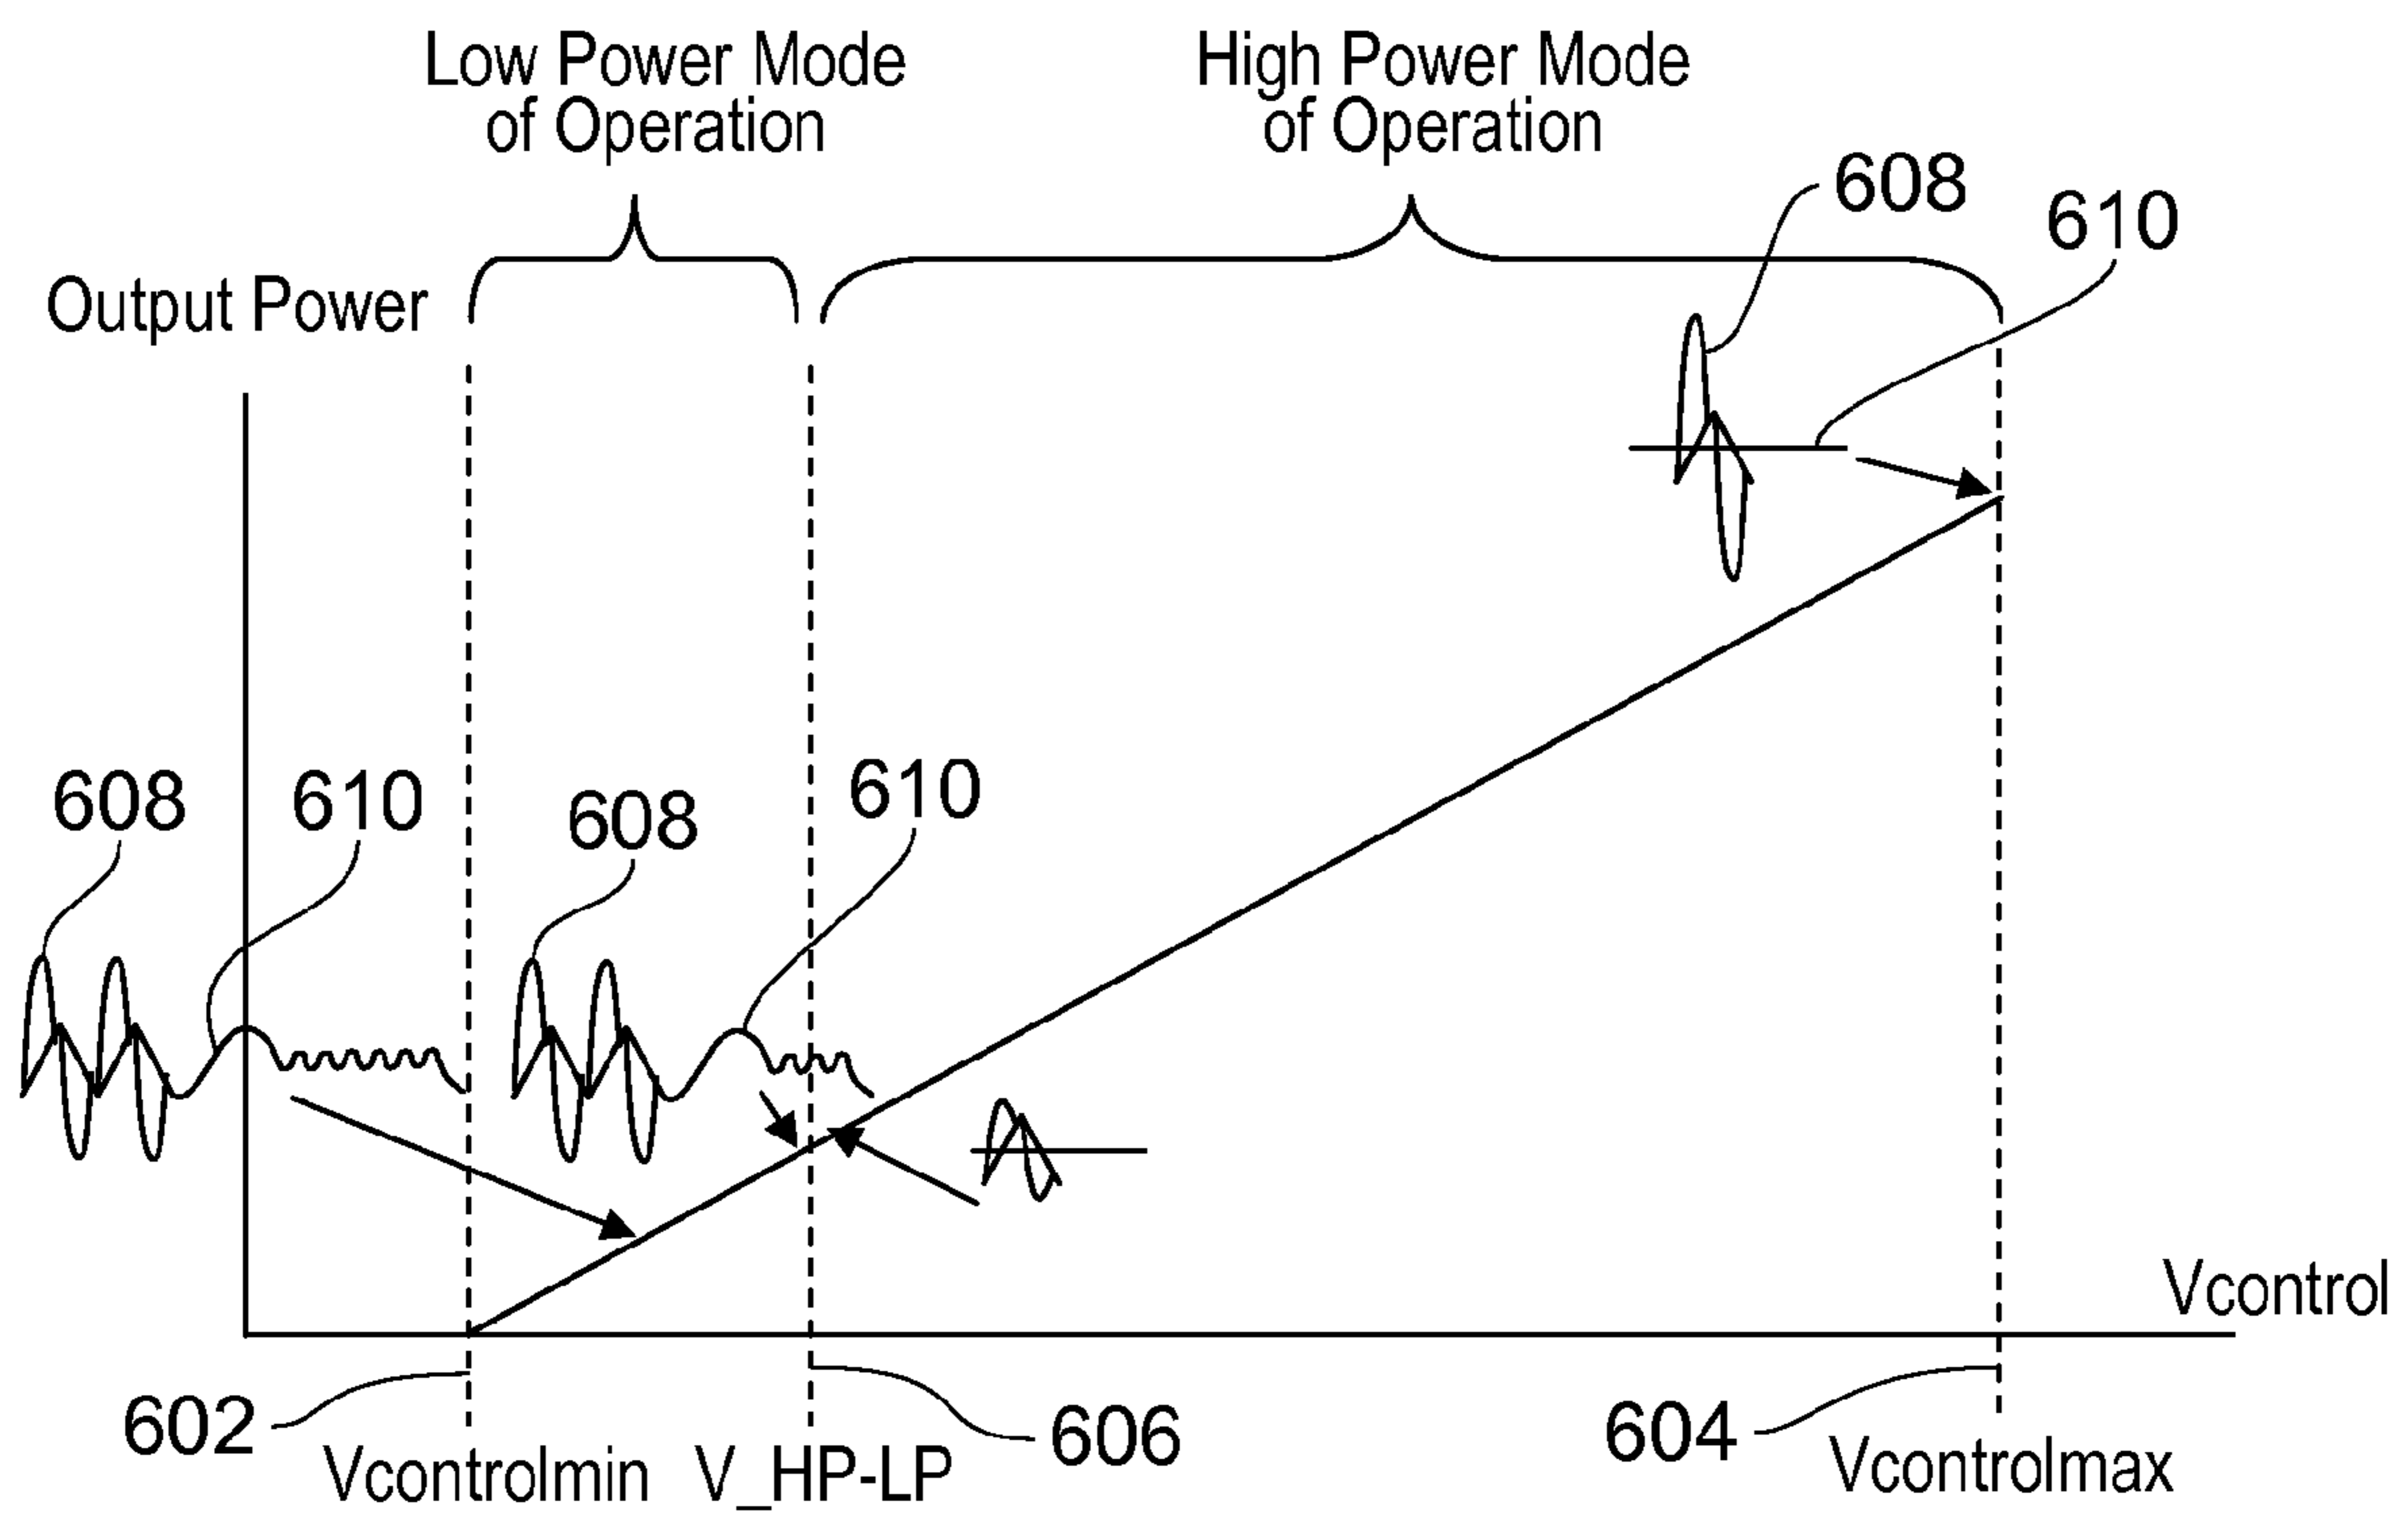 Low Power Mode
of Operation
High Power Mode
of Operation
608
610
Output Power
608
610
608
610
Vcontrol
602
606
604
Vcontrolmin
V_HP-LP
Vcontrolmax